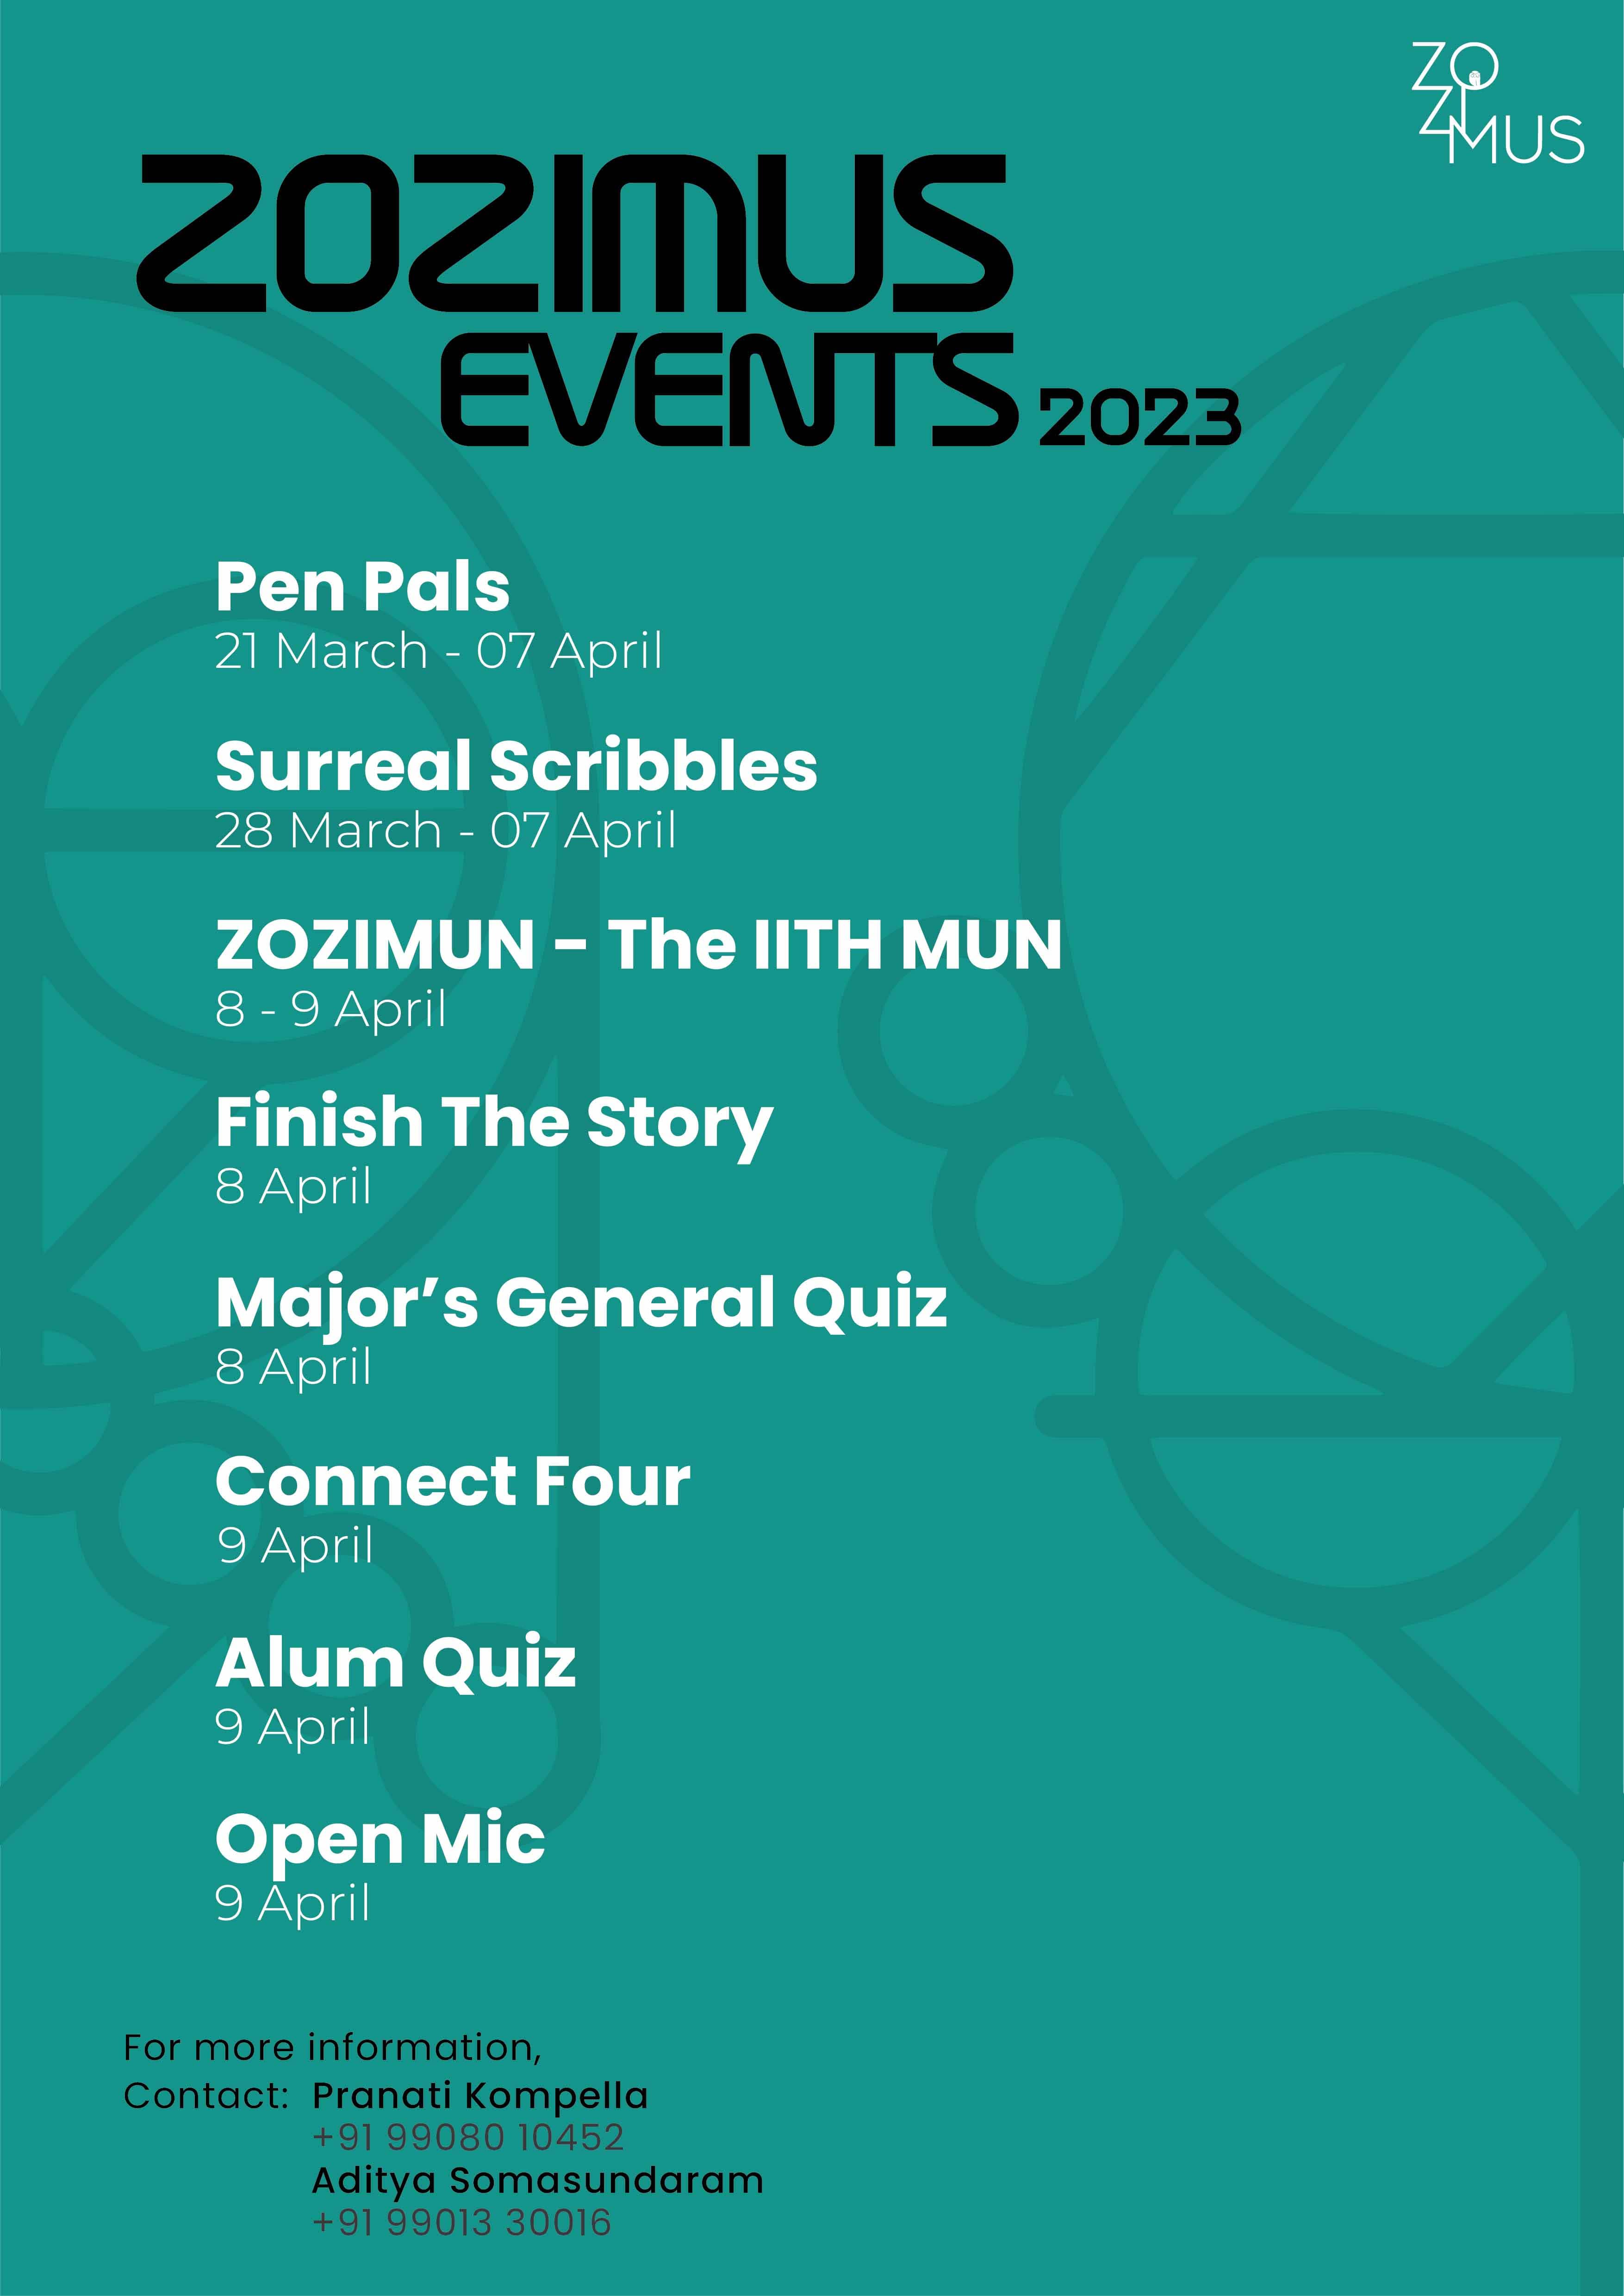 ZO
ZIMUS
ZOZIMUS
EVENTS 2023
Pen Pals
21 March - 07 April
Surreal Scribbles
28 March - 07 April
ZOZIMUN - The IITH MUN
8 - 9 April
Finish The Story
8 April
Major’s General Quiz
8 April
Connect Four
9 April
Alum Quiz
9 April
Open Mic
9 April
For more information,
Contact: Pranati Kompella
+91 99080 10452
Aditya Somasundaram
+91 99013 30016